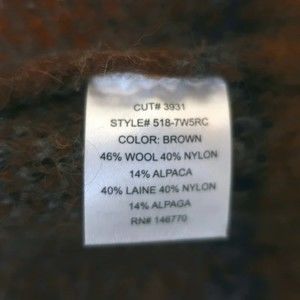 CUT# 3931
STYLE# 518-7W5RC
COLOR: BROWN
46% WOOL 40% NYLON
14% ALPACA
40% LAINE 40% NYLON
14% ALPAGA
RN# 146770